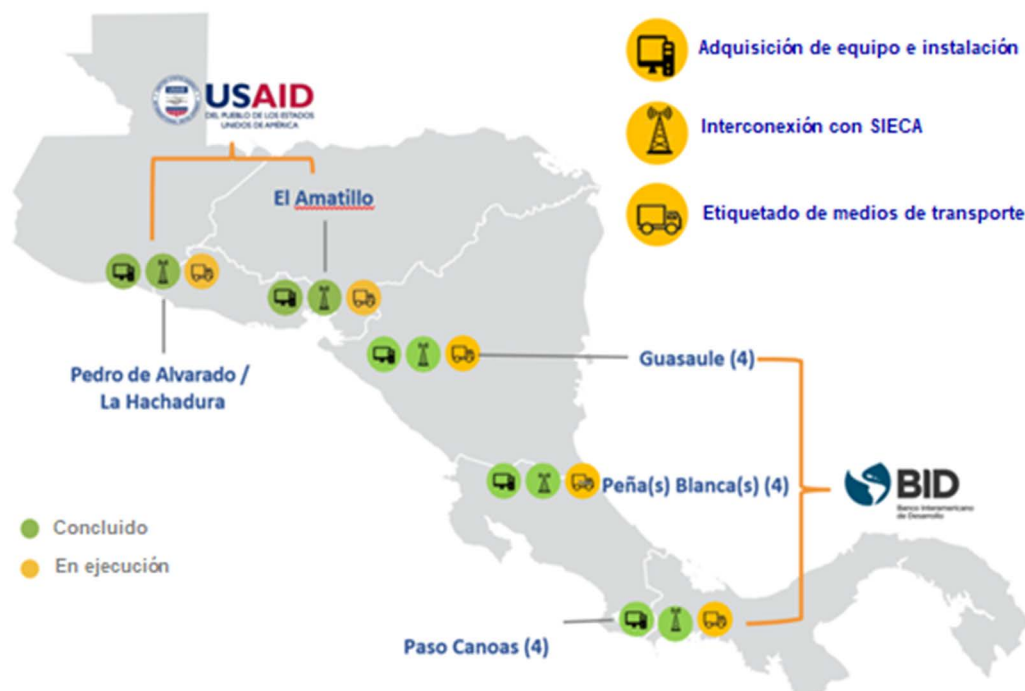 Adquisición de equipo e instalación
USAID
DEL PUEBLO DE LOS ESTADOS
UNIDOS DE AMÉRICA
Interconexión con SIECA
El Amatillo
Etiquetado de medios de transporte
Guasaule (4)
Pedro de Alvarado /
La Hachadura
Peña(s) Blanca(s) (4)
BID
Banco Interamericano
de Desarrollo
Concluido
En ejecución
Paso Canoas (4)